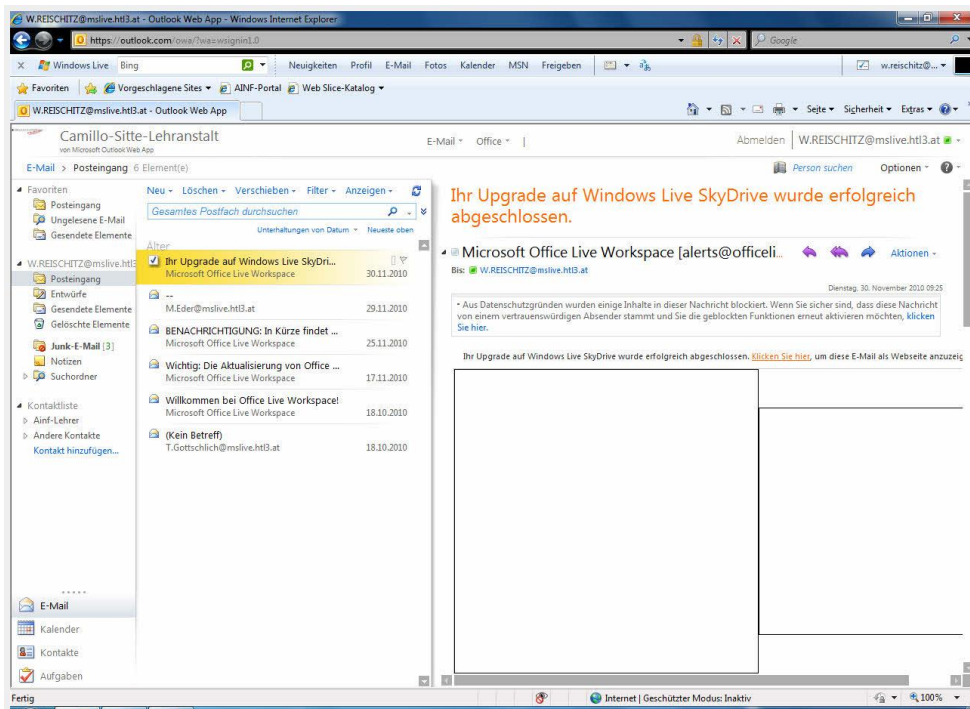 W.REISCHITZ@mslive.htl3.at - Outlook Web App - Windows Internet Explorer
https://outlook.com/owa/?wa=wsignin1.0
Google
x Windows Live Bing Neuigkeiten Profil E-Mail Fotos Kalender MSN Freigeben w.reischitz@...
Favoriten Vorgeschlagene Sites AINF-Portal Web Slice-Katalog
W.REISCHITZ@mslive.htl3.at - Outlook Web App Seite Sicherheit Extras
Camillo-Sitte-Lehranstalt
von Microsoft Outlook Web App
E-Mail Office | Abmelden W.REISCHITZ@mslive.htl3.at
E-Mail > Posteingang 6 Element(e) Person suchen Optionen
Favoriten
Posteingang
Ungelesene E-Mail
Gesendete Elemente
W.REISCHITZ@mslive.htl3
Posteingang
Entwürfe
Gesendete Elemente
Gelöschte Elemente
Junk-E-Mail [3]
Notizen
Suchordner
Kontaktliste
Ainf-Lehrer
Andere Kontakte
Kontakt hinzufügen...
E-Mail
Kalender
Kontakte
Aufgaben
Neu Löschen Verschieben Filter Anzeigen
Gesamtes Postfach durchsuchen
Unterhaltungen von Datum Neueste oben
Älter
Ihr Upgrade auf Windows Live SkyDri...
Microsoft Office Live Workspace 30.11.2010
--
M.Eder@mslive.htl3.at 29.11.2010
BENACHRICHTIGUNG: In Kürze findet ...
Microsoft Office Live Workspace 25.11.2010
Wichtig: Die Aktualisierung von Office ...
Microsoft Office Live Workspace 17.11.2010
Willkommen bei Office Live Workspace!
Microsoft Office Live Workspace 18.10.2010
(Kein Betreff)
T.Gottschlich@mslive.htl3.at 18.10.2010
Ihr Upgrade auf Windows Live SkyDrive wurde erfolgreich
abgeschlossen.
Microsoft Office Live Workspace [alerts@officeli... Aktionen
Bis: W.REISCHITZ@mslive.htl3.at
Dienstag, 30. November 2010 09:25
Aus Datenschutzgründen wurden einige Inhalte in dieser Nachricht blockiert. Wenn Sie sicher sind, dass diese Nachricht
von einem vertrauenswürdigen Absender stammt und Sie die geblockten Funktionen erneut aktivieren möchten, klicken
Sie hier.
Ihr Upgrade auf Windows Live SkyDrive wurde erfolgreich abgeschlossen. Klicken Sie hier, um diese E-Mail als Webseite anzuzeig
Fertig Internet | Geschützter Modus: Inaktiv 100%